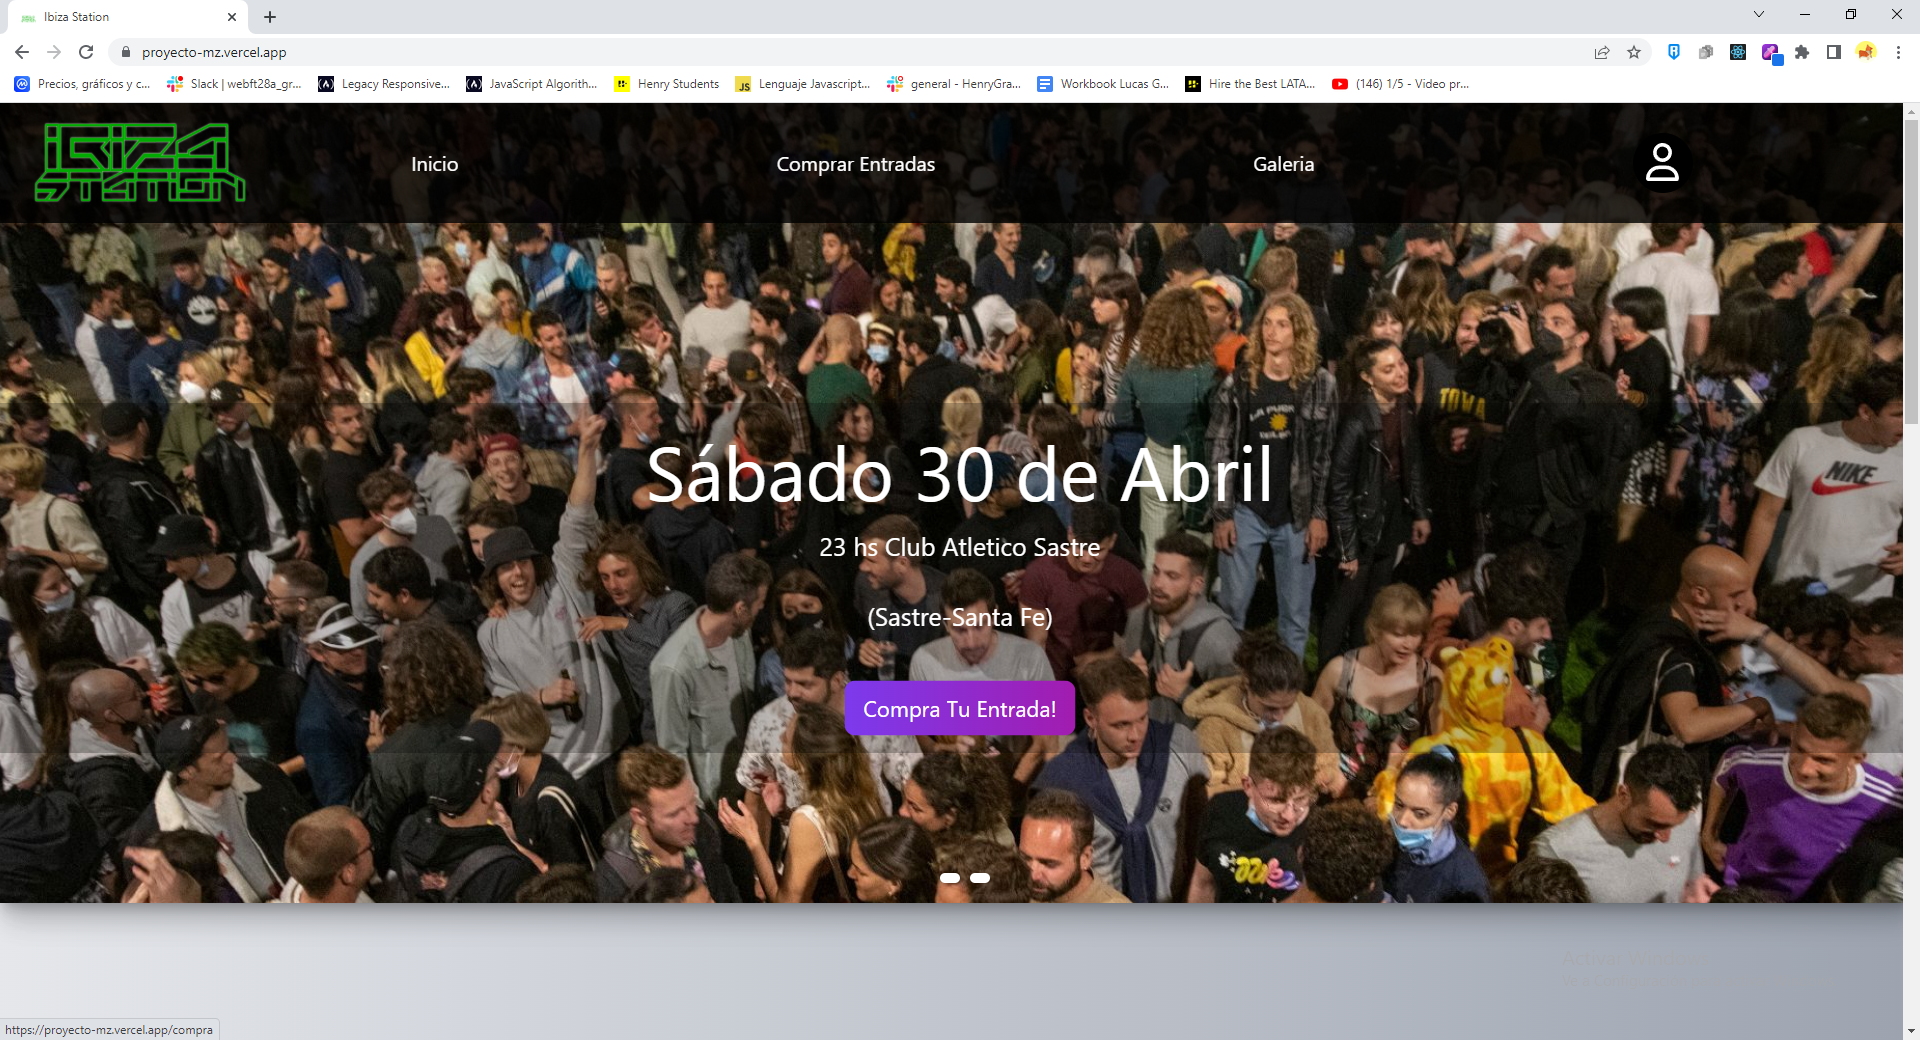 Ibiza Station
proyecto-mz.vercel.app
Precios, gráficos y c...
Slack | webft28a_gr...
Legacy Responsive...
JavaScript Algorith...
Henry Students
Lenguaje Javascript...
general - HenryGra...
Workbook Lucas G...
Hire the Best LATA...
(146) 1/5 - Video pr...
IBIZA
STATION
Inicio
Comprar Entradas
Galeria
IOWA
NIKE
Sábado 30 de Abril
23 hs Club Atletico Sastre
(Sastre-Santa Fe)
Compra Tu Entrada!
https://proyecto-mz.vercel.app/compra